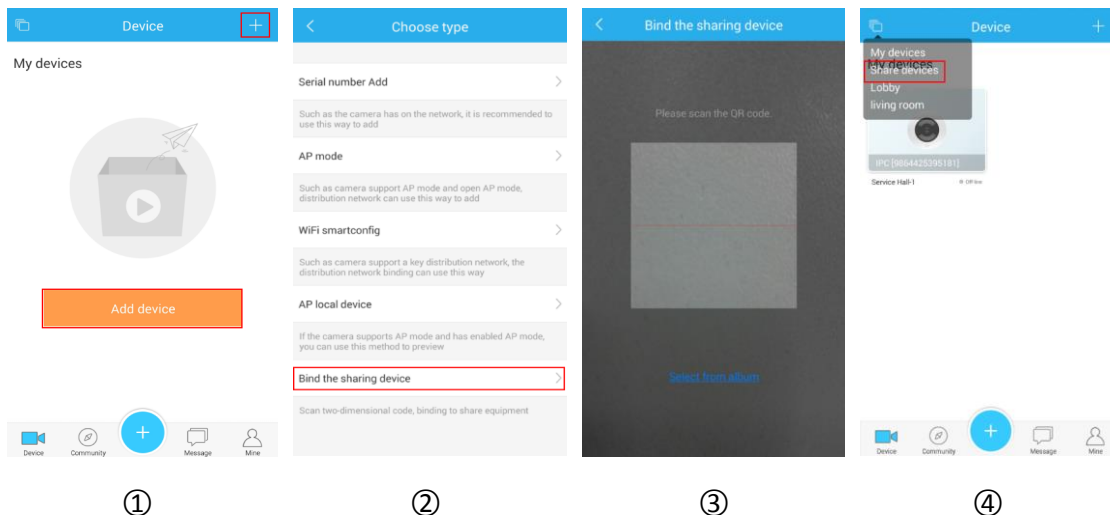 Device
My devices
Add device
Device
Community
Message
Mine
①
Choose type
Serial number Add
Such as the camera has on the network, it is recommended to
use this way to add
AP mode
Such as camera support AP mode and open AP mode,
distribution network can use this way to add
WiFi smartconfig
Such as camera support a key distribution network, the
distribution network binding can use this way
AP local device
If the camera supports AP mode and has enabled AP mode,
you can use this method to preview
Bind the sharing device
Scan two-dimensional code, binding to share equipment
②
Bind the sharing device
Please scan the QR code.
Select from album
③
Device
My devices
My devices
Share devices
Lobby
living room
IPC [9864425395181]
Service Hall-1
Off-line
Device
Community
Message
Mine
④